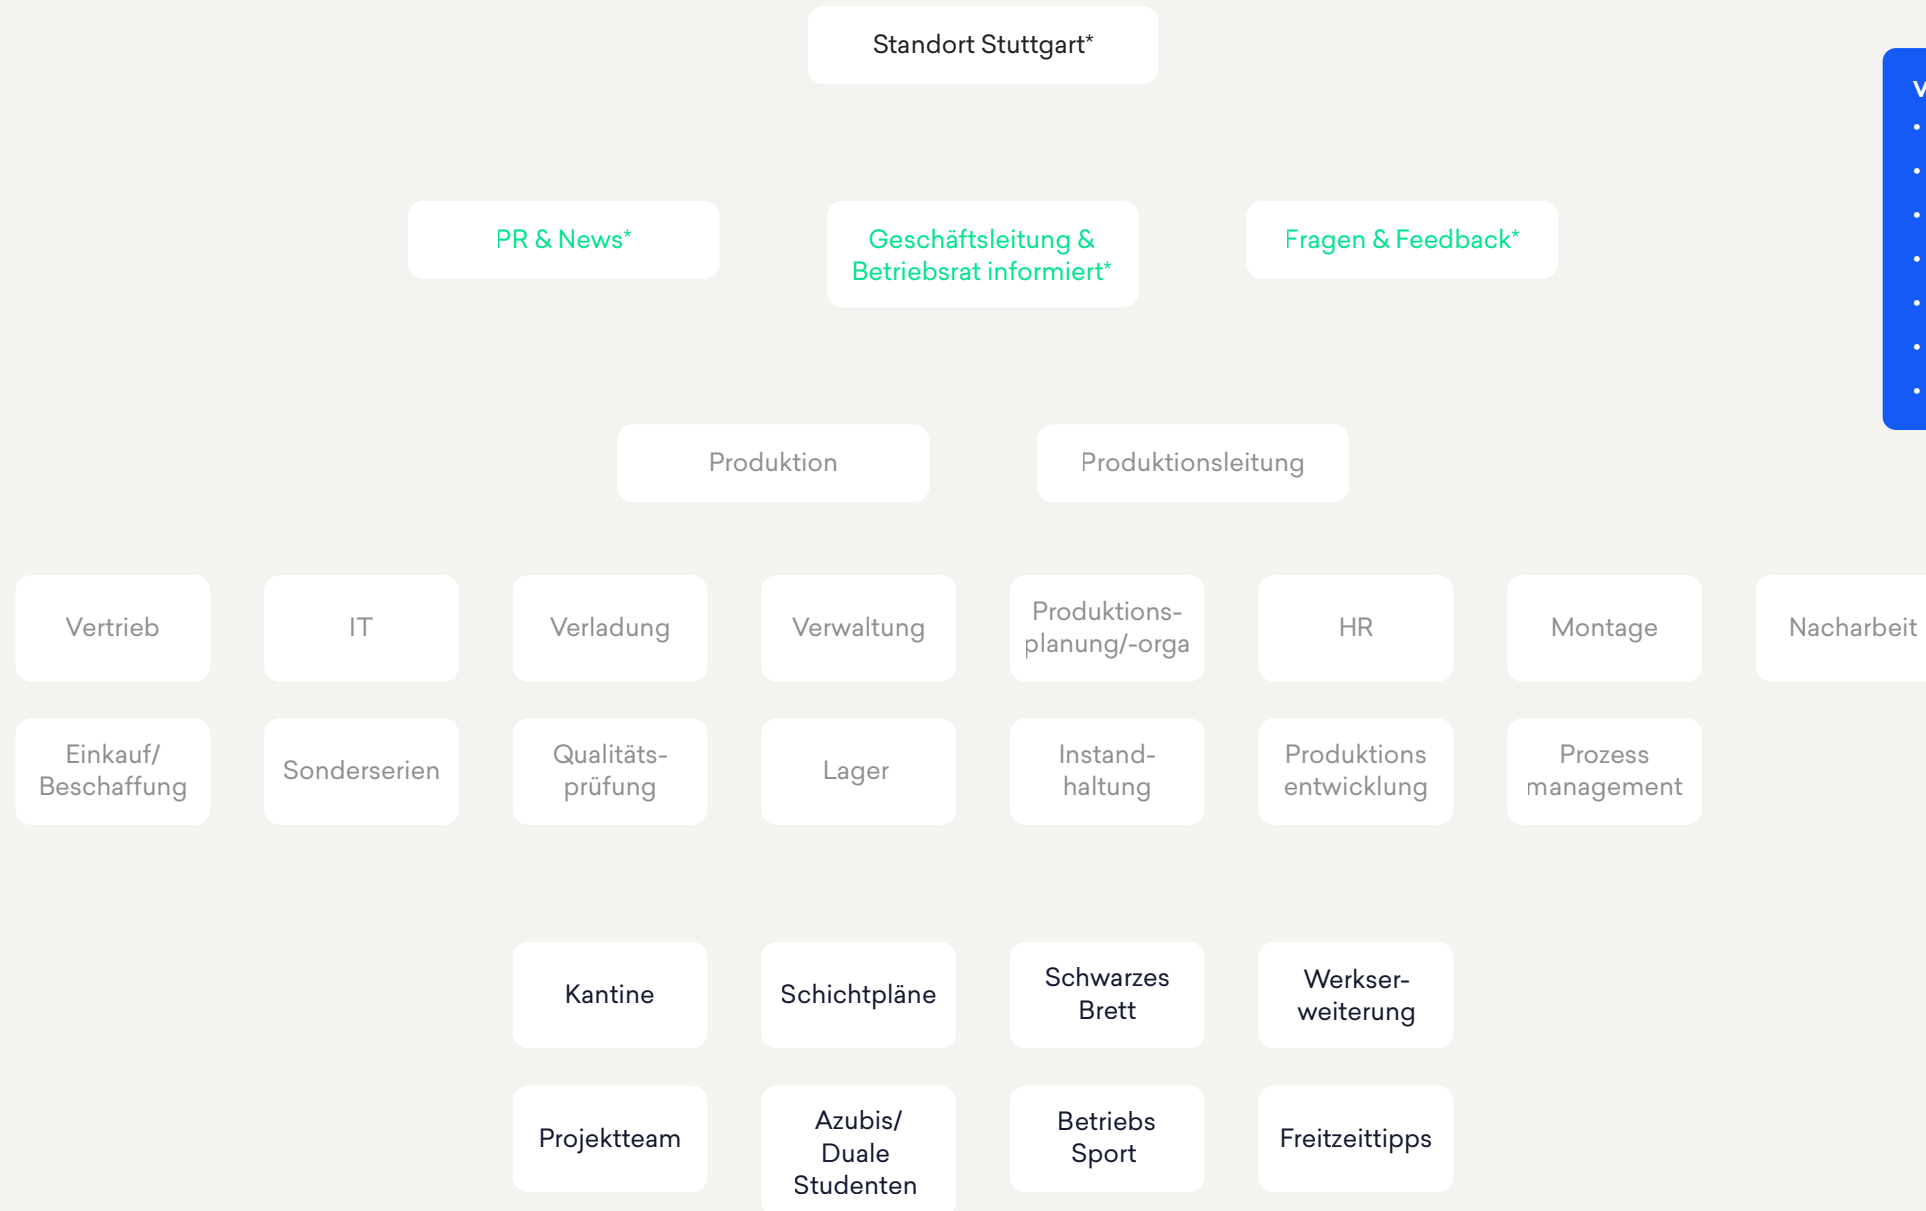 Standort Stuttgart*
PR & News*
Geschäftsleitung &
Betriebsrat informiert*
Fragen & Feedback*
Produktion
Produktionsleitung
Vertrieb
IT
Verladung
Verwaltung
Produktions-
planung/-orga
HR
Montage
Nacharbeit
Einkauf/
Beschaffung
Sonderserien
Qualitäts-
prüfung
Lager
Instand-
haltung
Produktions
entwicklung
Prozess
management
Kantine
Schichtpläne
Schwarzes
Brett
Werkser-
weiterung
Projektteam
Azubis/
Duale
Studenten
Betriebs
Sport
Freitzeittipps